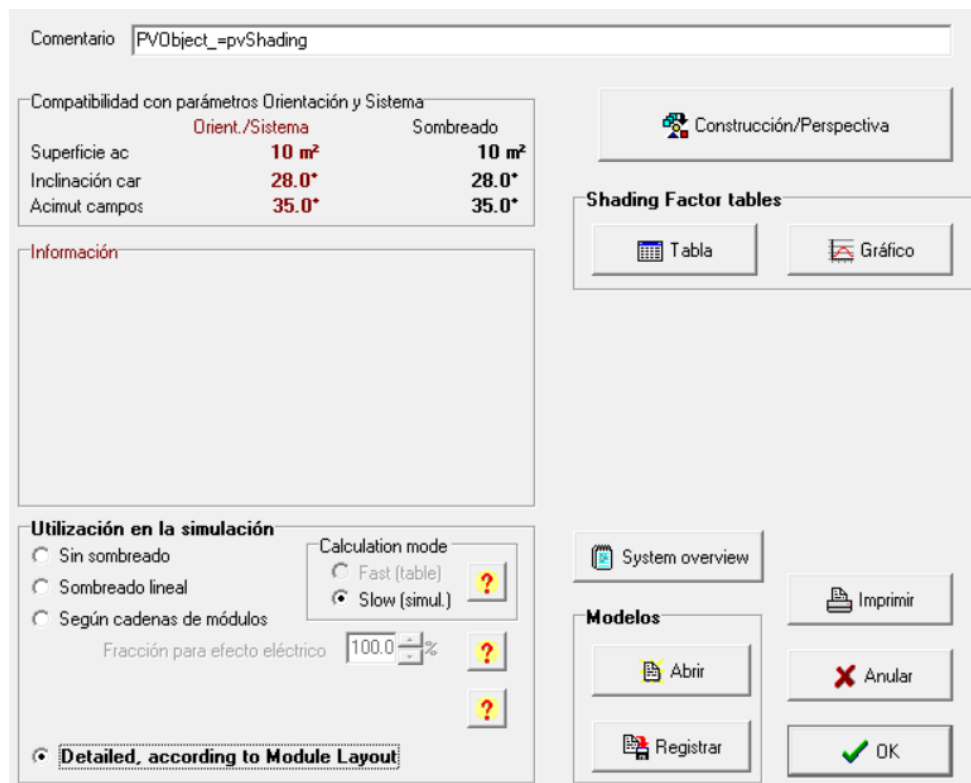 Comentario PVObject_=pvShading
Compatibilidad con parámetros Orientación y Sistema
Orient./Sistema Sombreado
Superficie ac 10 m² 10 m²
Inclinación car 28.0° 28.0°
Acimut campos 35.0° 35.0°
Construcción/Perspectiva
Shading Factor tables
Tabla Gráfico
Información
Utilización en la simulación
Sin sombreado
Sombreado lineal
Según cadenas de módulos
Calculation mode
Fast (table)
Slow (simul.)
?
Fracción para efecto eléctrico 100.0 % ?
?
Detailed, according to Module Layout
System overview
Modelos
Abrir
Registrar
Imprimir
Anular
OK